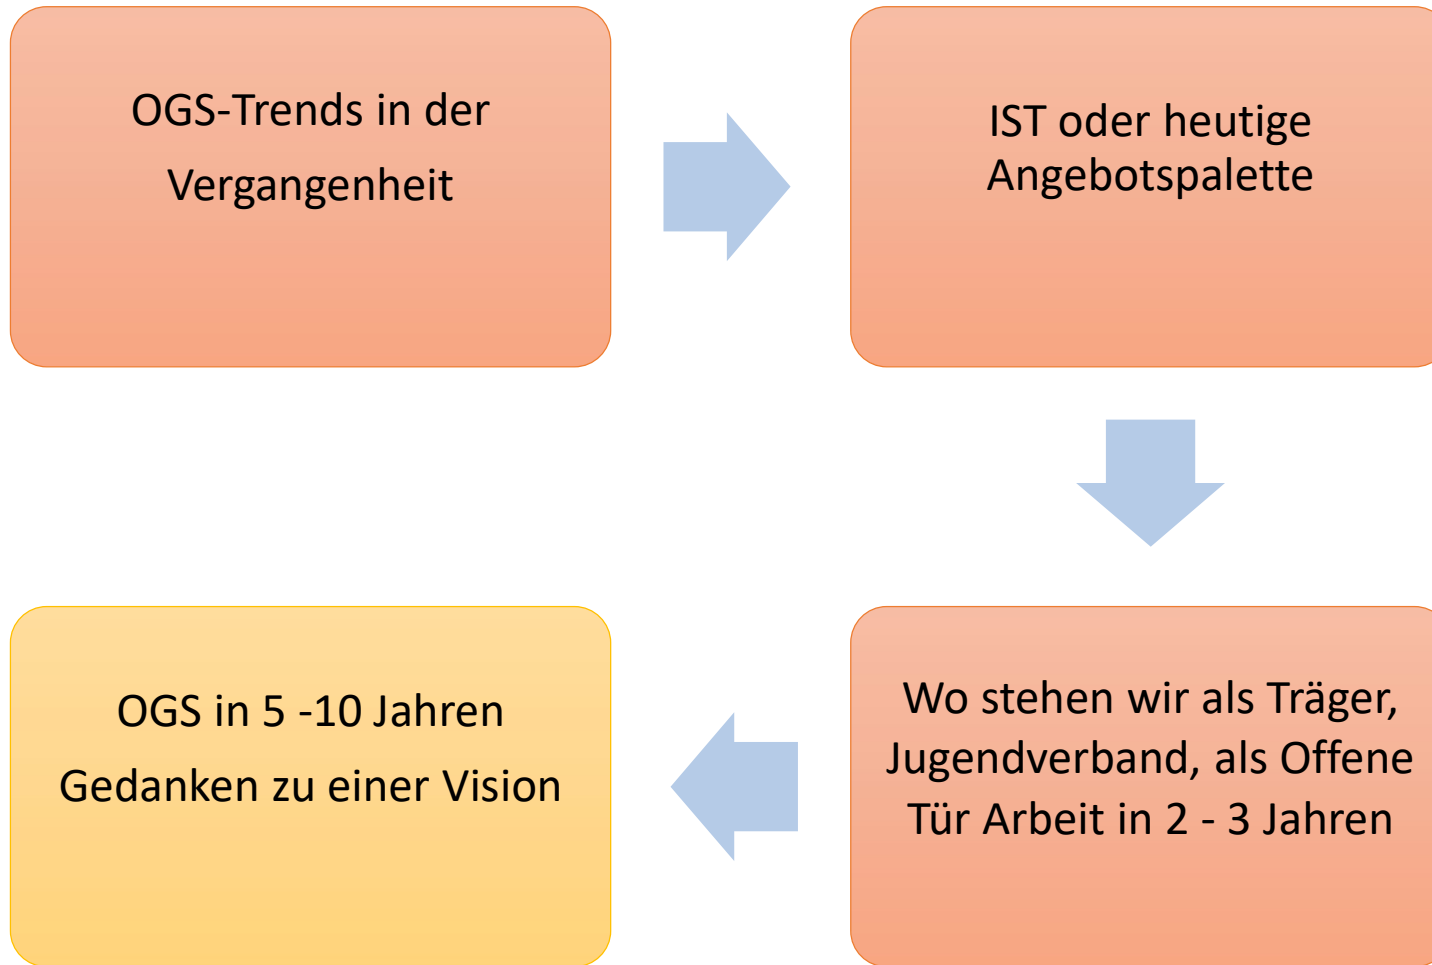 OGS-Trends in der
Vergangenheit
IST oder heutige
Angebotspalette
Wo stehen wir als Träger,
Jugendverband, als Offene
Tür Arbeit in 2 - 3 Jahren
OGS in 5 -10 Jahren
Gedanken zu einer Vision